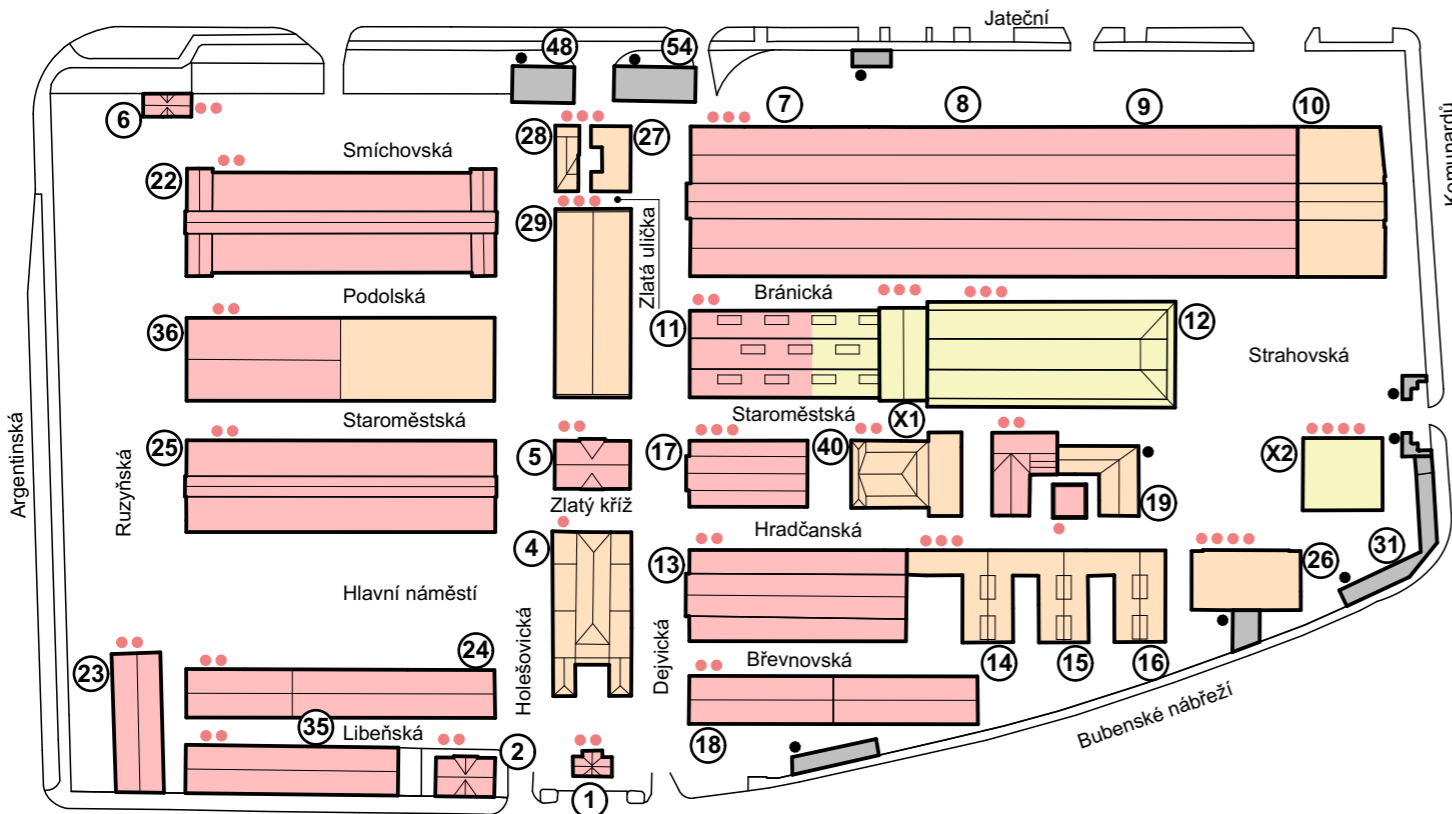 Jateční
48
54
6
28
27
7
8
9
10
Smíchovská
22
29
Zlatá ulička
Komunardů
Podolská
Bránická
36
11
12
Strahovská
Staroměstská
Staroměstská
X1
25
5
17
40
X2
Argentinská
Ruzyňská
Zlatý kříž
19
4
Hradčanská
13
26
31
Hlavní náměstí
Holešovická
Dejvická
23
24
Břevnovská
14
15
16
35
Libeňská
2
18
Bubenské nábřeží
1